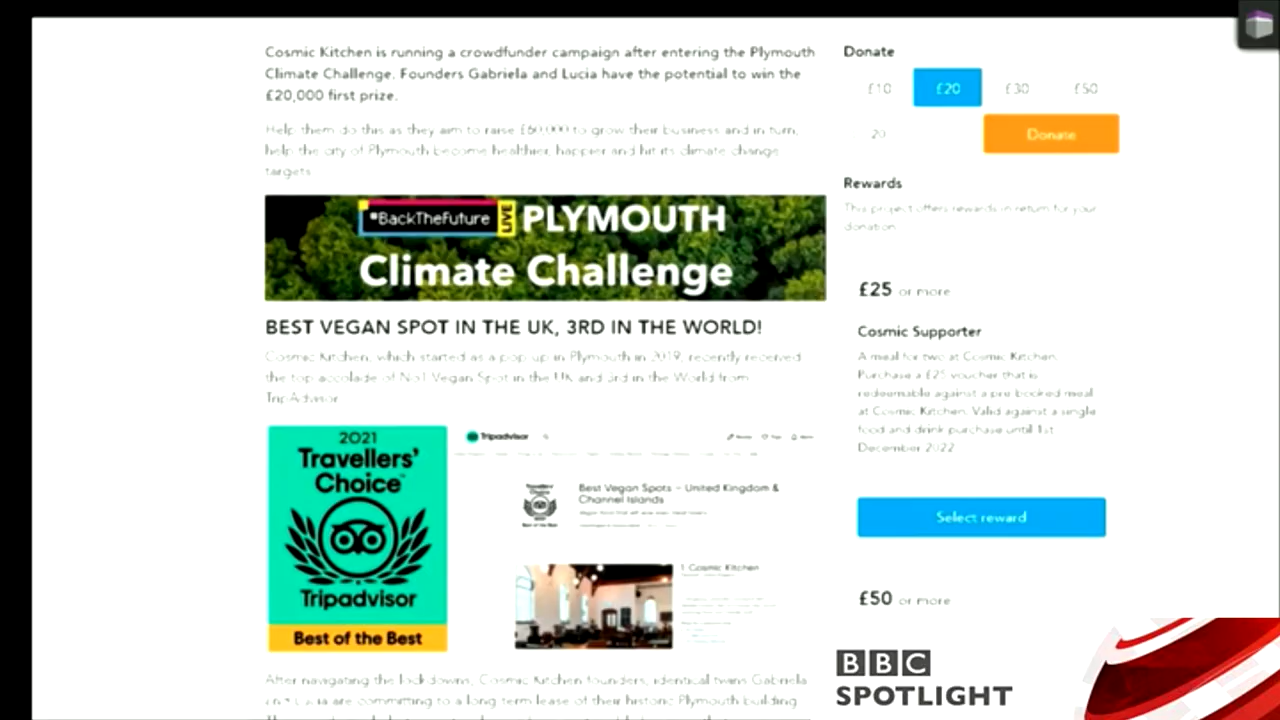 Cosmic Kitchen is running a crowdfunder campaign after entering the Plymouth
Climate Challenge. Founders Gabriela and Lucia have the potential to win the
£20,000 first prize.
Help them do this as they aim to raise £60,000 to grow their business and in turn,
help the city of Plymouth become healthier, happier and hit its climate change
targets.
#BackTheFuture LIVE PLYMOUTH
Climate Challenge
BEST VEGAN SPOT IN THE UK, 3RD IN THE WORLD!
Cosmic Kitchen, which started as a pop up in Plymouth in 2019, recently received
the top accolade of No1 Vegan Spot in the UK and 3rd in the World from
TripAdvisor
2021
Travellers'
Choice
Tripadvisor
Best of the Best
Tripadvisor
Travellers'
Choice
Best Vegan Spots – United Kingdom &
Channel Islands
1. Cosmic Kitchen
After navigating the lockdowns, Cosmic Kitchen founders, identical twins Gabriela
are committing to a long term lease of their historic Plymouth building.
Donate
£10 £20 £30 £50
20 Donate
Rewards
This project offers rewards in return for your
donation.
£25 or more
Cosmic Supporter
A meal for two at Cosmic Kitchen.
Purchase a £25 voucher that is
redeemable against a pre booked meal
at Cosmic Kitchen. Valid against a single
food and drink purchase until 1st
December 2022
Select reward
£50 or more
BBC
SPOTLIGHT